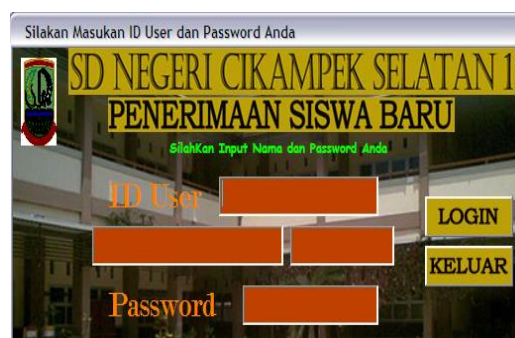 Silakan Masukan ID User dan Password Anda
SD NEGERI CIKAMPEK SELATAN 1
PENERIMAAN SISWA BARU
SilahKan Input Nama dan Password Anda
ID User
LOGIN
KELUAR
Password